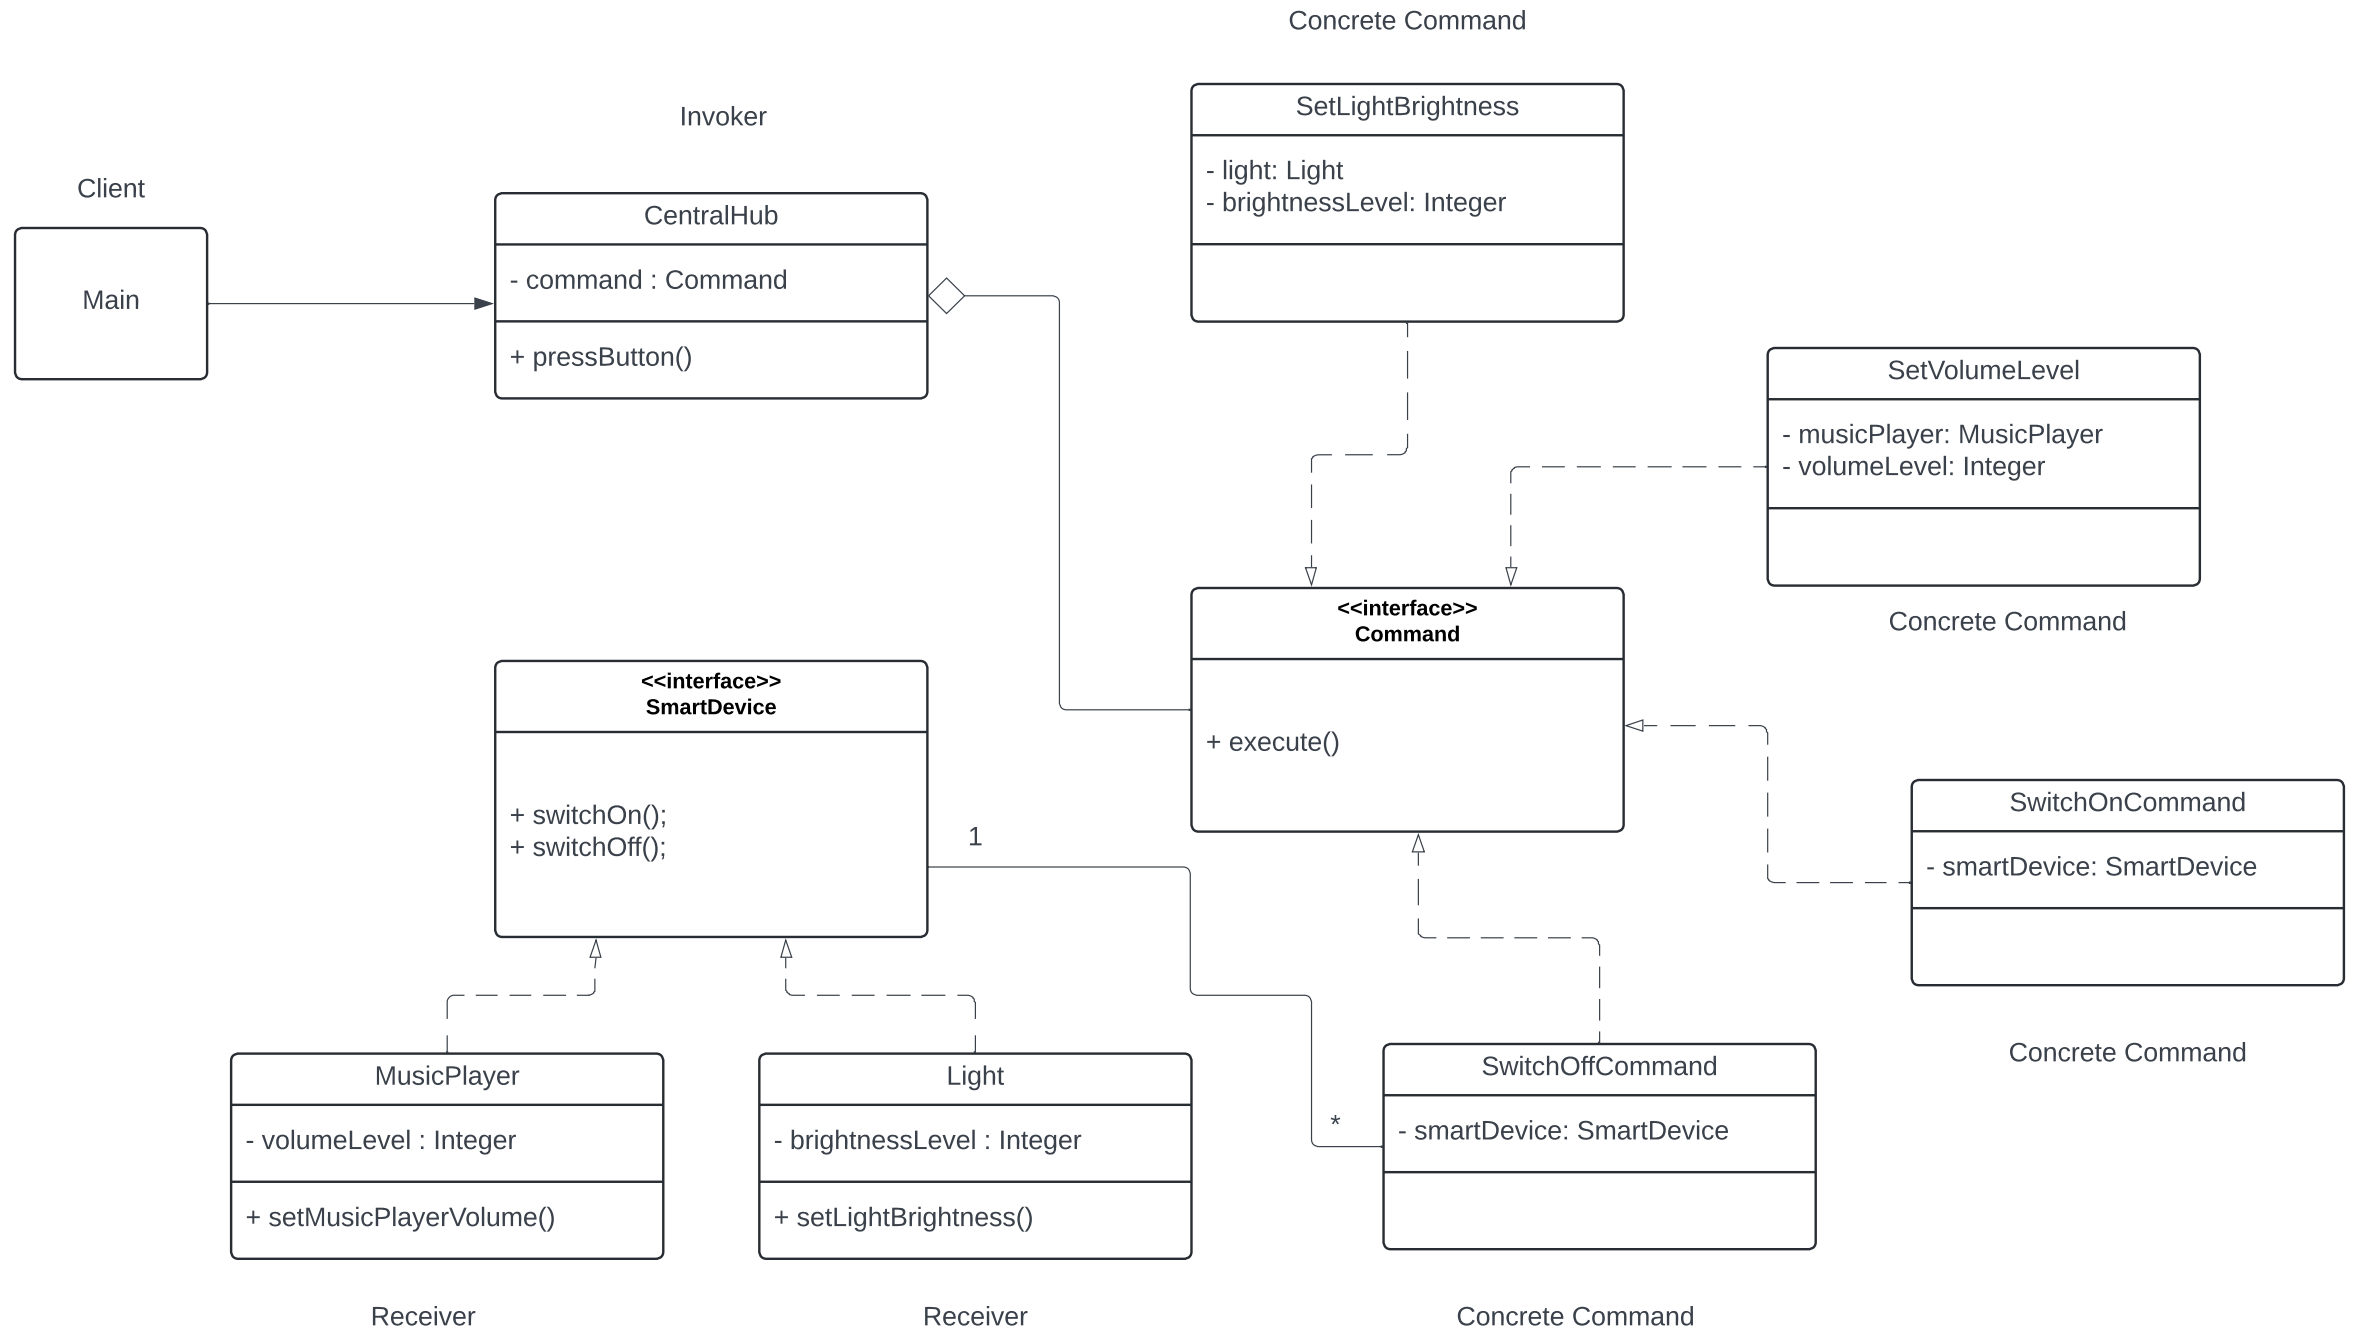 Concrete Command
SetLightBrightness
- light: Light
- brightnessLevel: Integer
Invoker
Client
Main
CentralHub
- command : Command
+ pressButton()
SetVolumeLevel
- musicPlayer: MusicPlayer
- volumeLevel: Integer
Concrete Command
<<interface>>
Command
+ execute()
<<interface>>
SmartDevice
+ switchOn();
+ switchOff();
1
SwitchOnCommand
- smartDevice: SmartDevice
Concrete Command
MusicPlayer
- volumeLevel : Integer
+ setMusicPlayerVolume()
Receiver
Light
- brightnessLevel : Integer
+ setLightBrightness()
Receiver
*
SwitchOffCommand
- smartDevice: SmartDevice
Concrete Command